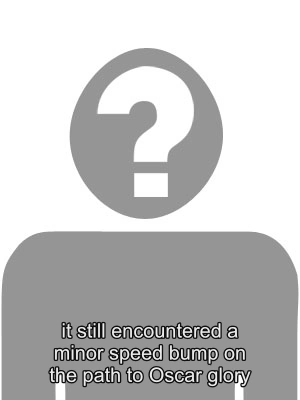 ?
it still encountered a
minor speed bump on
the path to Oscar glory